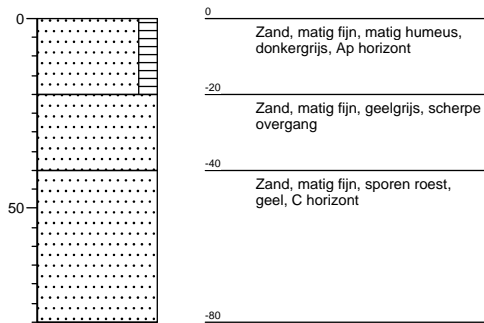 0
0
Zand, matig fijn, matig humeus,
donkergrijs, Ap horizont
-20
Zand, matig fijn, geelgrijs, scherpe
overgang
-40
Zand, matig fijn, sporen roest,
geel, C horizont
50
-80